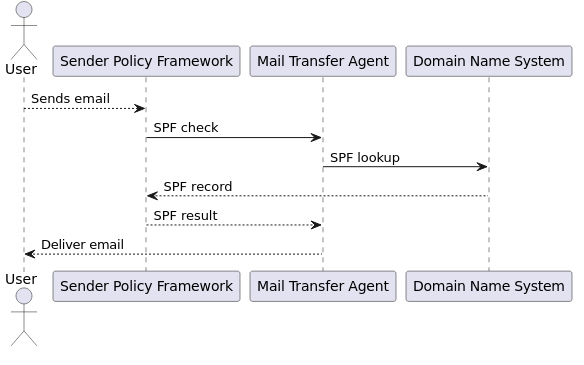 User
Sender Policy Framework
Mail Transfer Agent
Domain Name System
Sends email
SPF check
SPF lookup
SPF record
SPF result
Deliver email
User
Sender Policy Framework
Mail Transfer Agent
Domain Name System